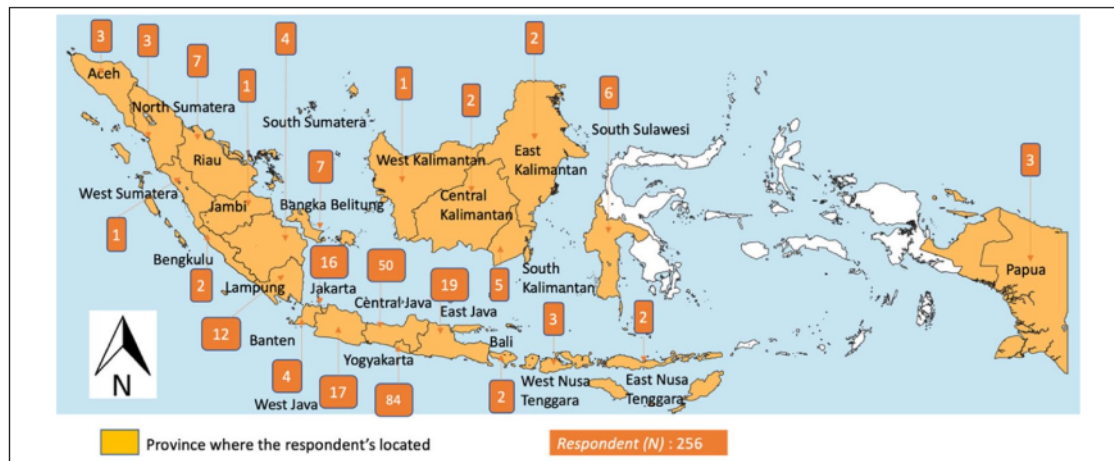 3
3
4
2
7
Aceh
1
1
2
6
North Sumatera
South Sumatera
South Sulawesi
Riau
West Kalimantan
East
Kalimantan
7
3
West Sumatera
Jambi
Bangka Belitung
Central
Kalimantan
1
Bengkulu
16
50
19
5
South
Kalimantan
Papua
2
Lampung
Jakarta
Central Java
East Java
12
3
2
Banten
Yogyakarta
Bali
N
4
17
84
2
West Nusa
Tenggara
East Nusa
Tenggara
West Java
Province where the respondent's located
Respondent (N) : 256